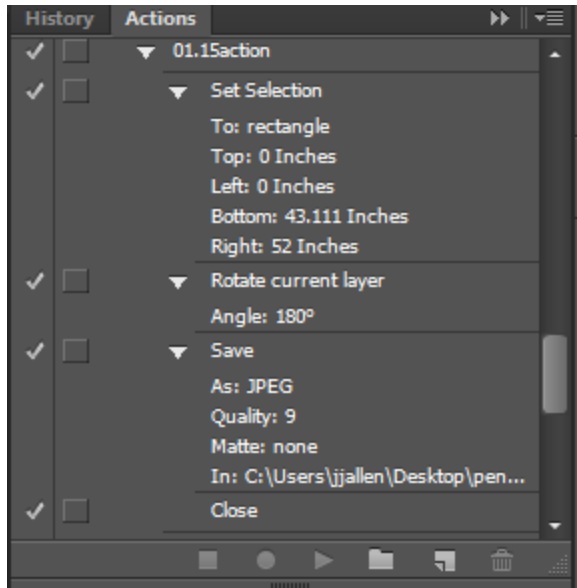 History Actions
01.15action
Set Selection
To: rectangle
Top: 0 Inches
Left: 0 Inches
Bottom: 43.111 Inches
Right: 52 Inches
Rotate current layer
Angle: 180º
Save
As: JPEG
Quality: 9
Matte: none
In: C:\Users\jjallen\Desktop\pen...
Close